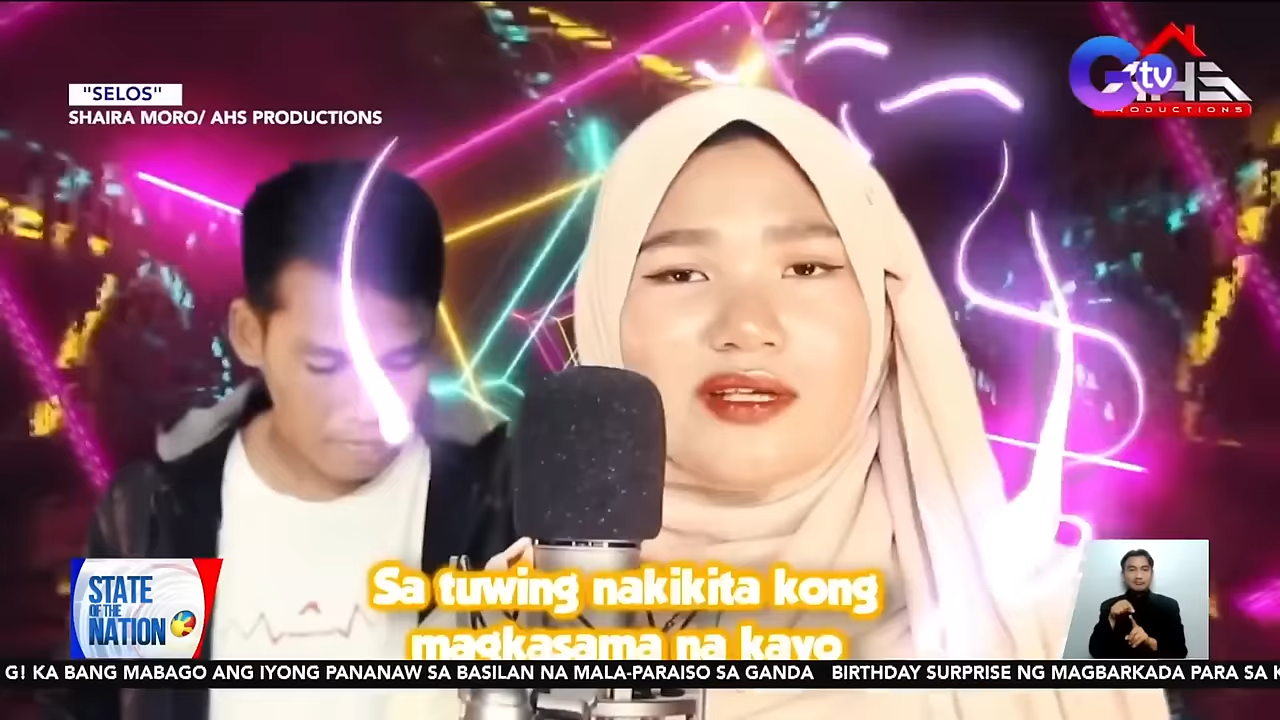 "SELOS"
SHAIRA MORO/ AHS PRODUCTIONS
G tv
AHS
PRODUCTIONS
Sa tuwing nakikita kong
magkasama na kayo
STATE
OF THE
NATION
G! KA BANG MABAGO ANG IYONG PANANAW SA BASILAN NA MALA-PARAISO SA GANDA BIRTHDAY SURPRISE NG MAGBARKADA PARA SA K